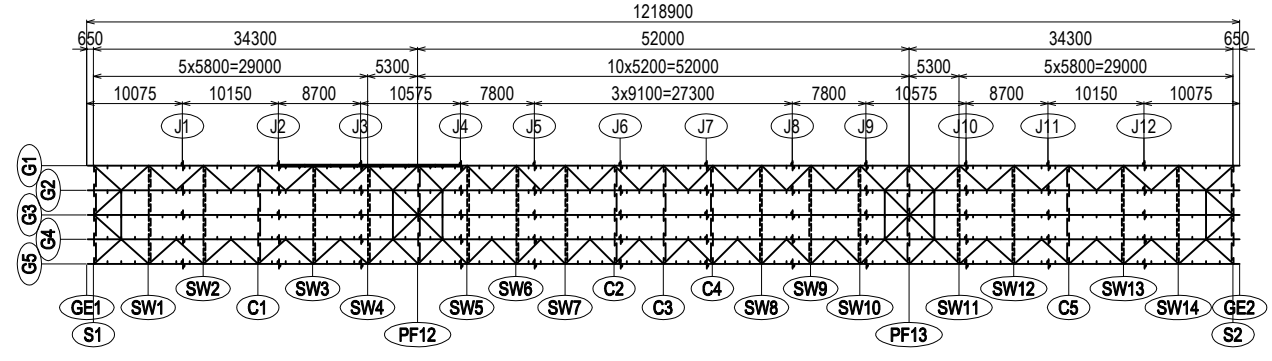 1218900
650 34300 52000 34300 650
5x5800=29000 5300 10x5200=52000 5300 5x5800=29000
10075 10150 8700 10575 7800 3x9100=27300 7800 10575 8700 10150 10075
J1 J2 J3 J4 J5 J6 J7 J8 J9 J10 J11 J12
G1
G2
G3
G4
G5
SW2 SW3 SW6 C2 C4 SW9 SW12 SW13
GE1 SW1 C1 SW4 SW5 SW7 C3 SW8 SW10 SW11 C5 SW14 GE2
S1 PF12 PF13 S2